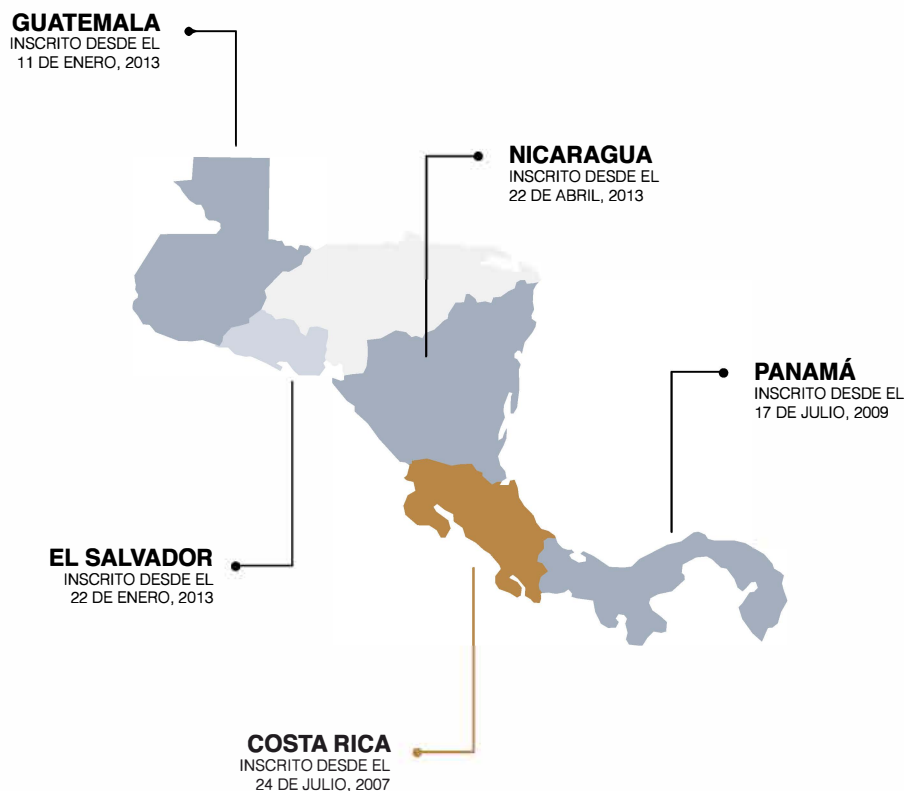 GUATEMALA
INSCRITO DESDE EL
11 DE ENERO, 2013
NICARAGUA
INSCRITO DESDE EL
22 DE ABRIL, 2013
PANAMÁ
INSCRITO DESDE EL
17 DE JULIO, 2009
EL SALVADOR
INSCRITO DESDE EL
22 DE ENERO, 2013
COSTA RICA
INSCRITO DESDE EL
24 DE JULIO, 2007